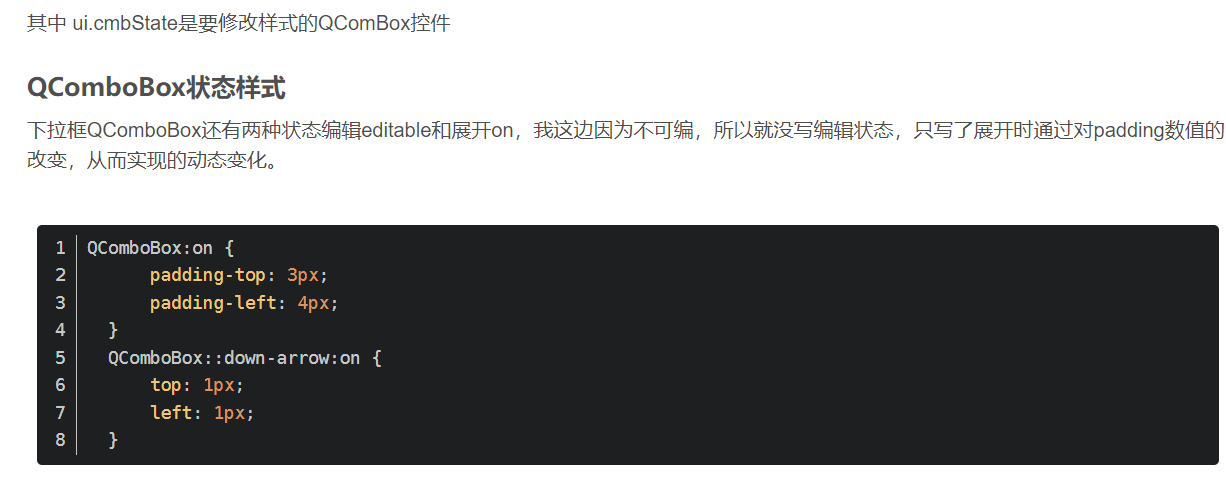 其中 ui.cmbState是要修改样式的QComBox控件
QComboBox状态样式
下拉框QComboBox还有两种状态编辑editable和展开on，我这边因为不可编，所以就没写编辑状态，只写了展开时通过对padding数值的
改变，从而实现的动态变化。
1 QComboBox:on {
2 padding-top: 3px;
3 padding-left: 4px;
4 }
5 QComboBox::down-arrow:on {
6 top: 1px;
7 left: 1px;
8 }